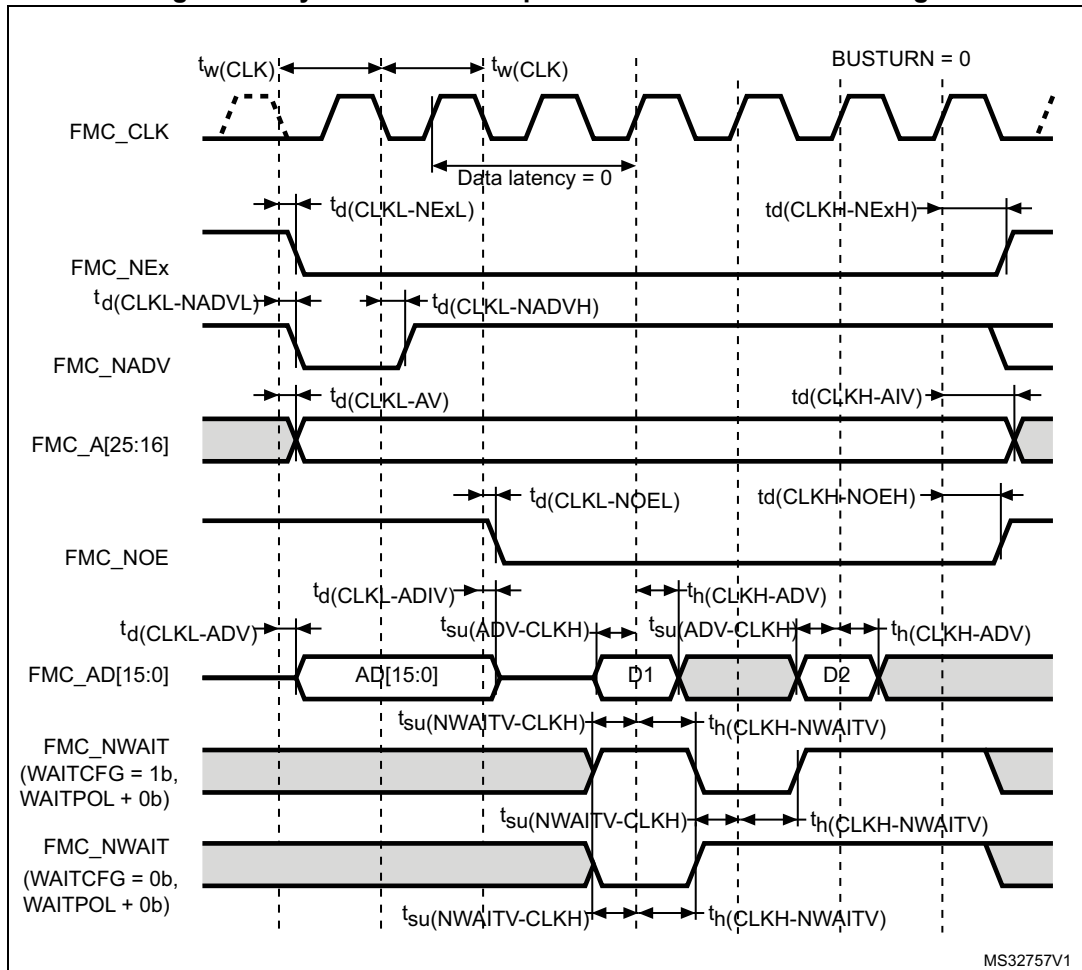 BUSTURN = 0
tw(CLK) tw(CLK)
FMC_CLK
Data latency = 0
td(CLKL-NExL) td(CLKH-NExH)
FMC_NEx
td(CLKL-NADVL) td(CLKL-NADVH)
FMC_NADV
td(CLKL-AV) td(CLKH-AIV)
FMC_A[25:16]
td(CLKL-NOEL) td(CLKH-NOEH)
FMC_NOE
td(CLKL-ADIV) th(CLKH-ADV)
td(CLKL-ADV) tsu(ADV-CLKH) tsu(ADV-CLKH) th(CLKH-ADV)
FMC_AD[15:0] AD[15:0] D1 D2
tsu(NWAITV-CLKH) th(CLKH-NWAITV)
FMC_NWAIT
(WAITCFG = 1b,
WAITPOL + 0b)
tsu(NWAITV-CLKH) th(CLKH-NWAITV)
FMC_NWAIT
(WAITCFG = 0b,
WAITPOL + 0b)
tsu(NWAITV-CLKH) th(CLKH-NWAITV)
MS32757V1